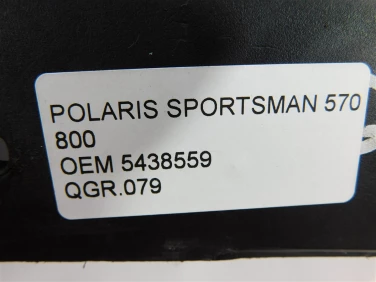 POLARIS SPORTSMAN 570
800
OEM 5438559
QGR.079